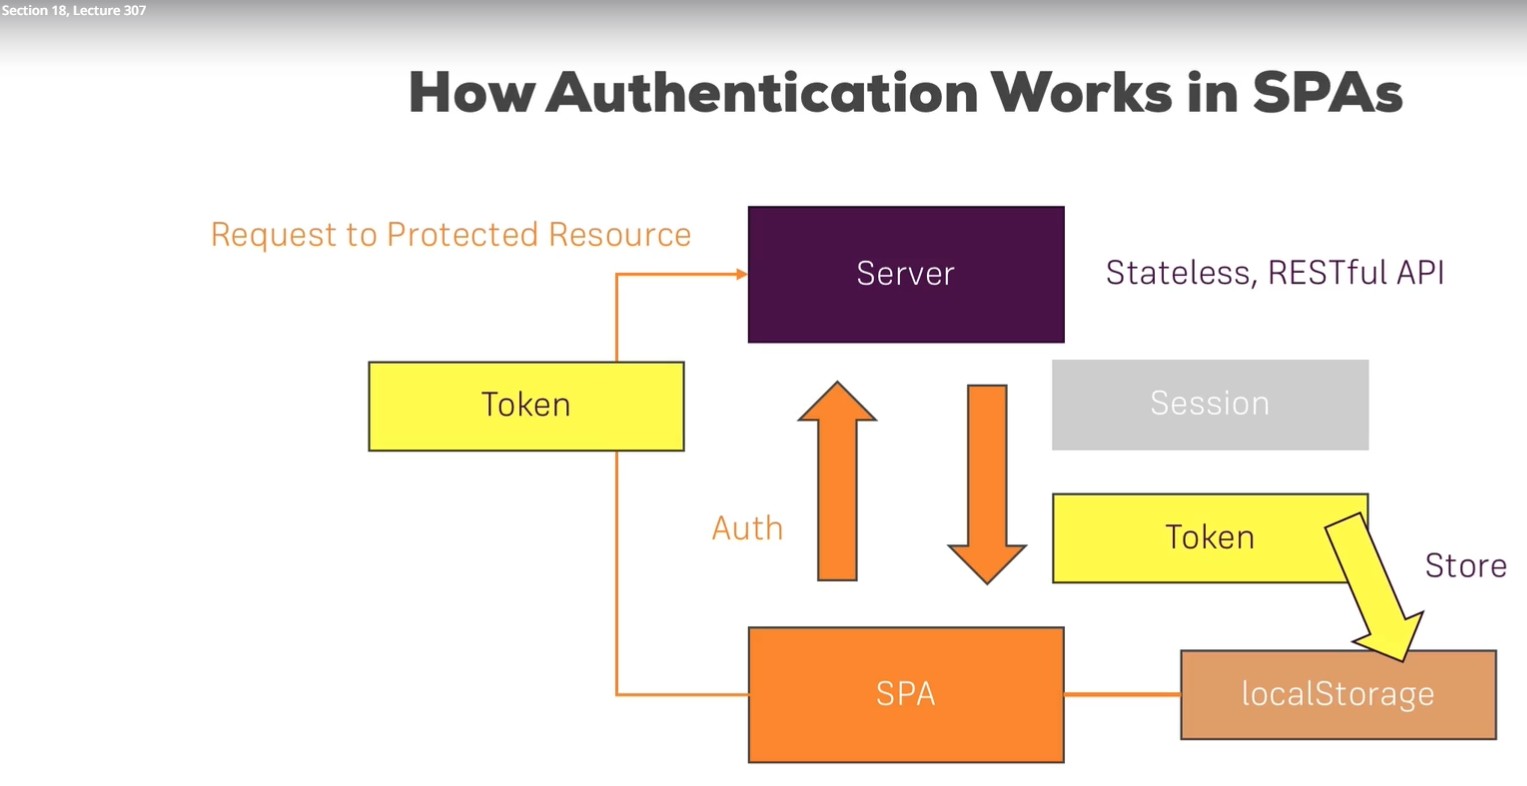 Section 18, Lecture 307
How Authentication Works in SPAs
Request to Protected Resource
Server
Stateless, RESTful API
Token
Session
Auth
Token
Store
SPA
localStorage